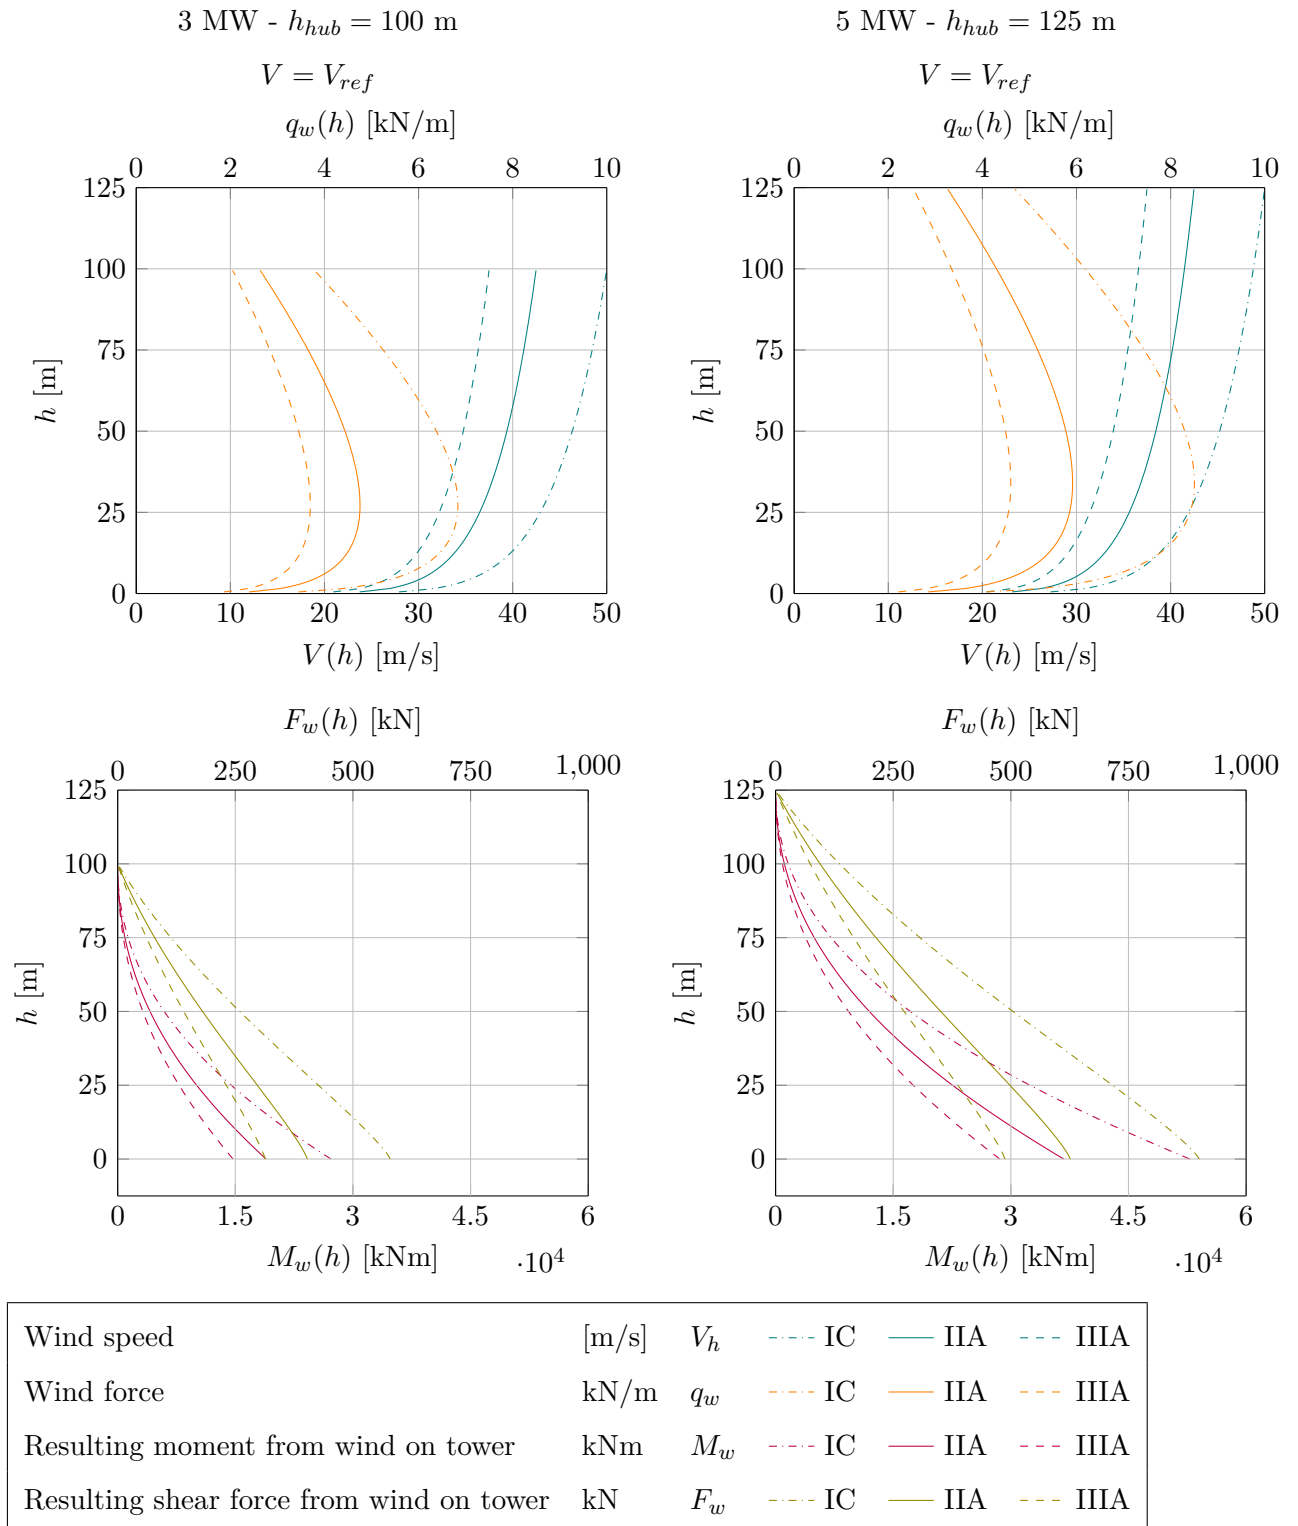 3 MW - h_hub = 100 m
V = V_ref
q_w(h) [kN/m]
0 2 4 6 8 10
125
100
75
50
25
0
h [m]
0 10 20 30 40 50
V(h) [m/s]
5 MW - h_hub = 125 m
V = V_ref
q_w(h) [kN/m]
0 2 4 6 8 10
125
100
75
50
25
0
h [m]
0 10 20 30 40 50
V(h) [m/s]
F_w(h) [kN]
0 250 500 750 1,000
125
100
75
50
25
0
h [m]
0 1.5 3 4.5 6
M_w(h) [kNm] ·10⁴
F_w(h) [kN]
0 250 500 750 1,000
125
100
75
50
25
0
h [m]
0 1.5 3 4.5 6
M_w(h) [kNm] ·10⁴
Wind speed [m/s] V_h IC IIA IIIA
Wind force kN/m q_w IC IIA IIIA
Resulting moment from wind on tower kNm M_w IC IIA IIIA
Resulting shear force from wind on tower kN F_w IC IIA IIIA